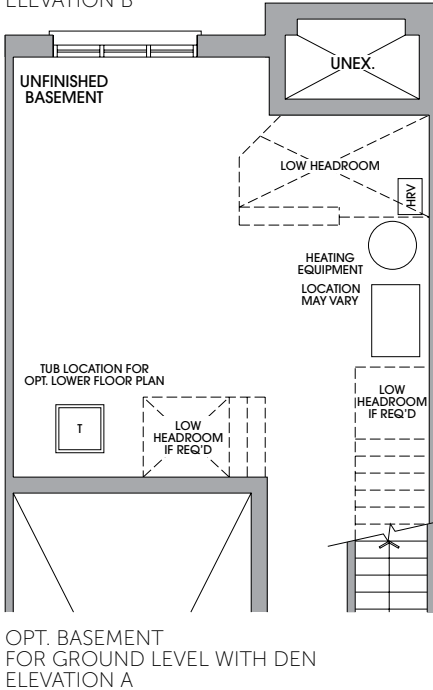 ELEVATION B
UNEX.
UNFINISHED
BASEMENT
LOW HEADROOM
/HRV
HEATING
EQUIPMENT
LOCATION
MAY VARY
TUB LOCATION FOR
OPT. LOWER FLOOR PLAN
T
LOW
HEADROOM
IF REQ'D
LOW
HEADROOM
IF REQ'D
OPT. BASEMENT
FOR GROUND LEVEL WITH DEN
ELEVATION A